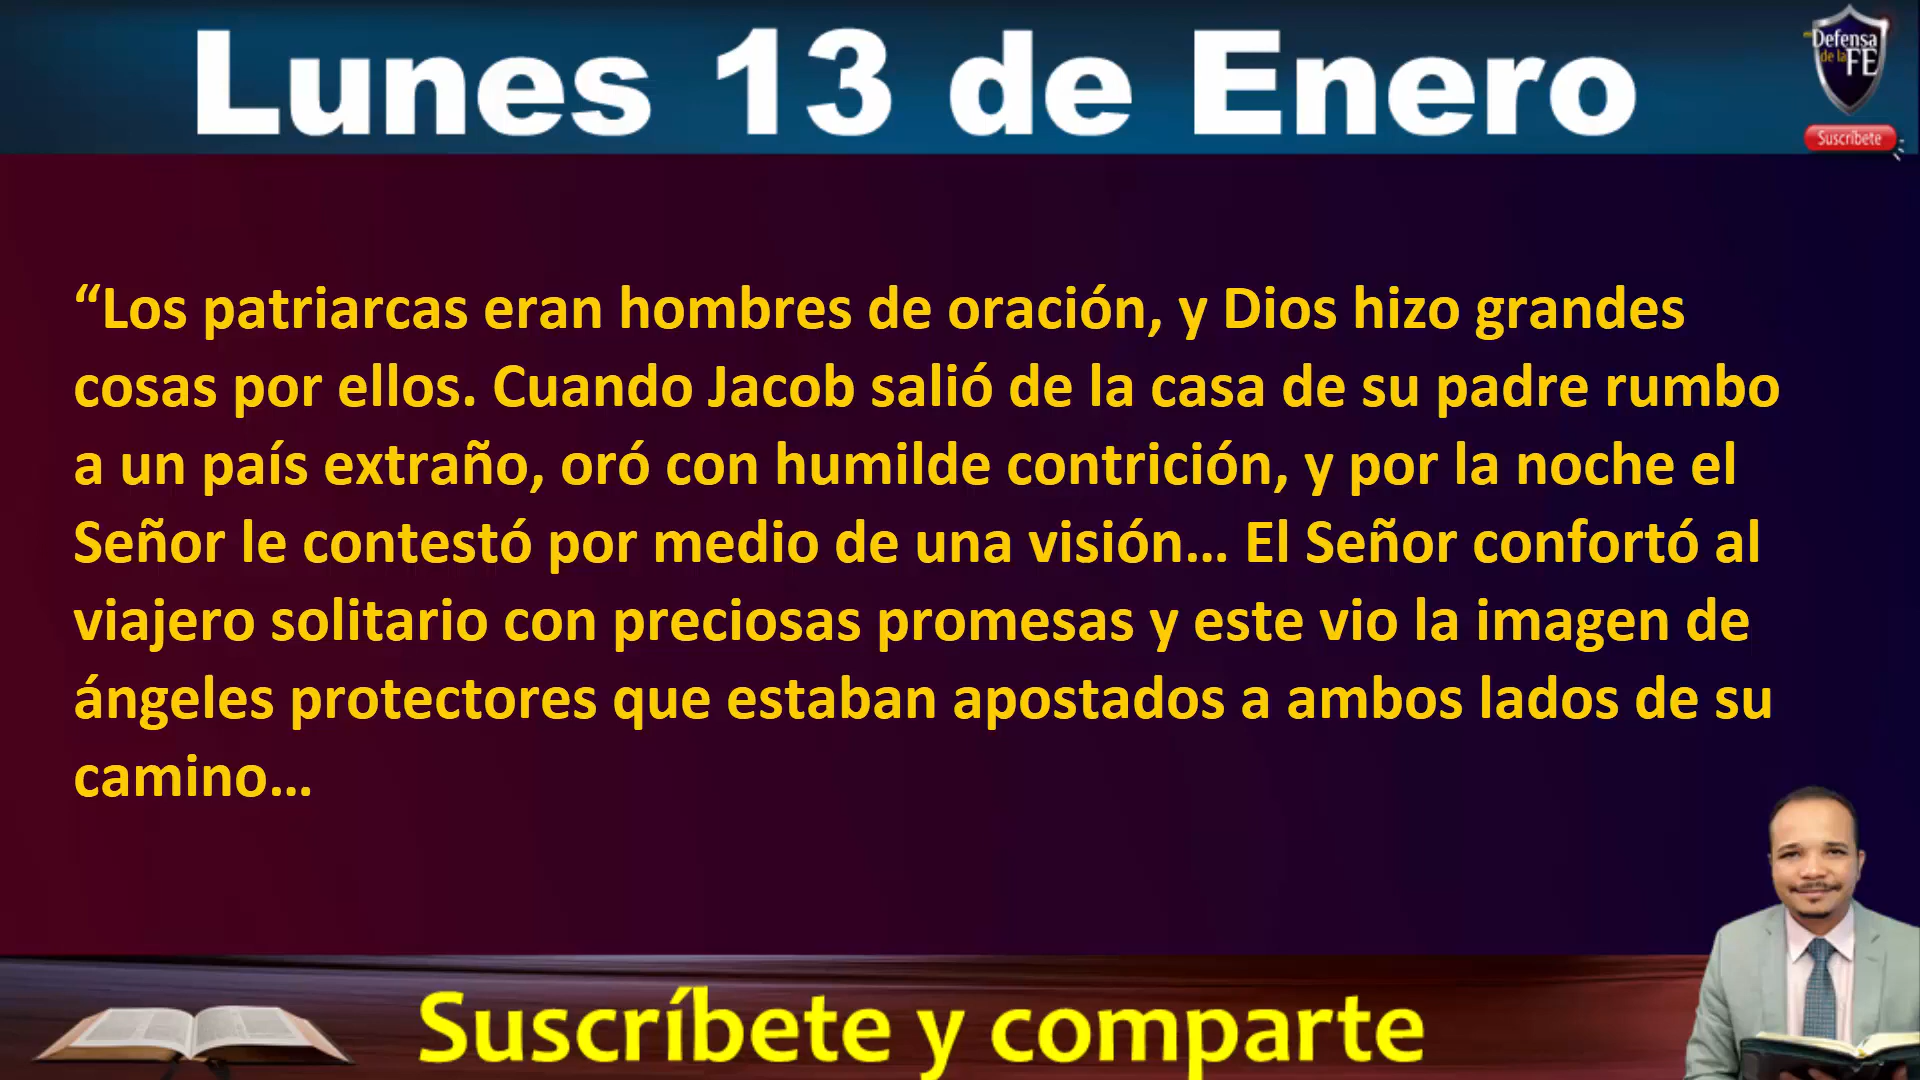 Lunes 13 de Enero
Defensa
de la FE
Suscríbete
“Los patriarcas eran hombres de oración, y Dios hizo grandes
cosas por ellos. Cuando Jacob salió de la casa de su padre rumbo
a un país extraño, oró con humilde contrición, y por la noche el
Señor le contestó por medio de una visión... El Señor confortó al
viajero solitario con preciosas promesas y este vio la imagen de
ángeles protectores que estaban apostados a ambos lados de su
camino...
Suscríbete y comparte